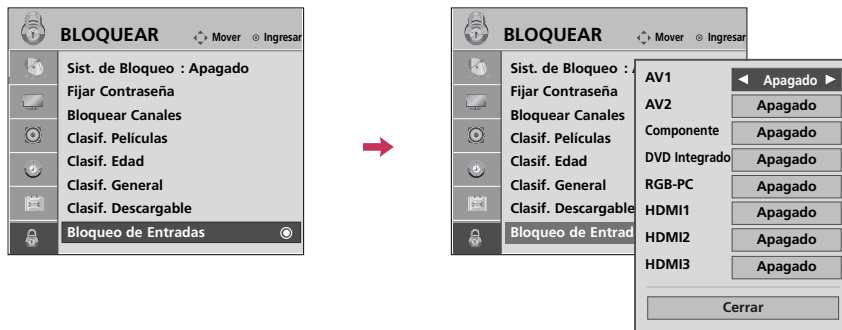 BLOQUEAR
Mover
Ingresar
Sist. de Bloqueo : Apagado
Fijar Contraseña
Bloquear Canales
Clasif. Películas
Clasif. Edad
Clasif. General
Clasif. Descargable
Bloqueo de Entradas
BLOQUEAR
Mover
Ingresar
Sist. de Bloqueo :
Fijar Contraseña
Bloquear Canales
Clasif. Películas
Clasif. Edad
Clasif. General
Clasif. Descargable
Bloqueo de Entrad
AV1 Apagado
AV2 Apagado
Componente Apagado
DVD Integrado Apagado
RGB-PC Apagado
HDMI1 Apagado
HDMI2 Apagado
HDMI3 Apagado
Cerrar